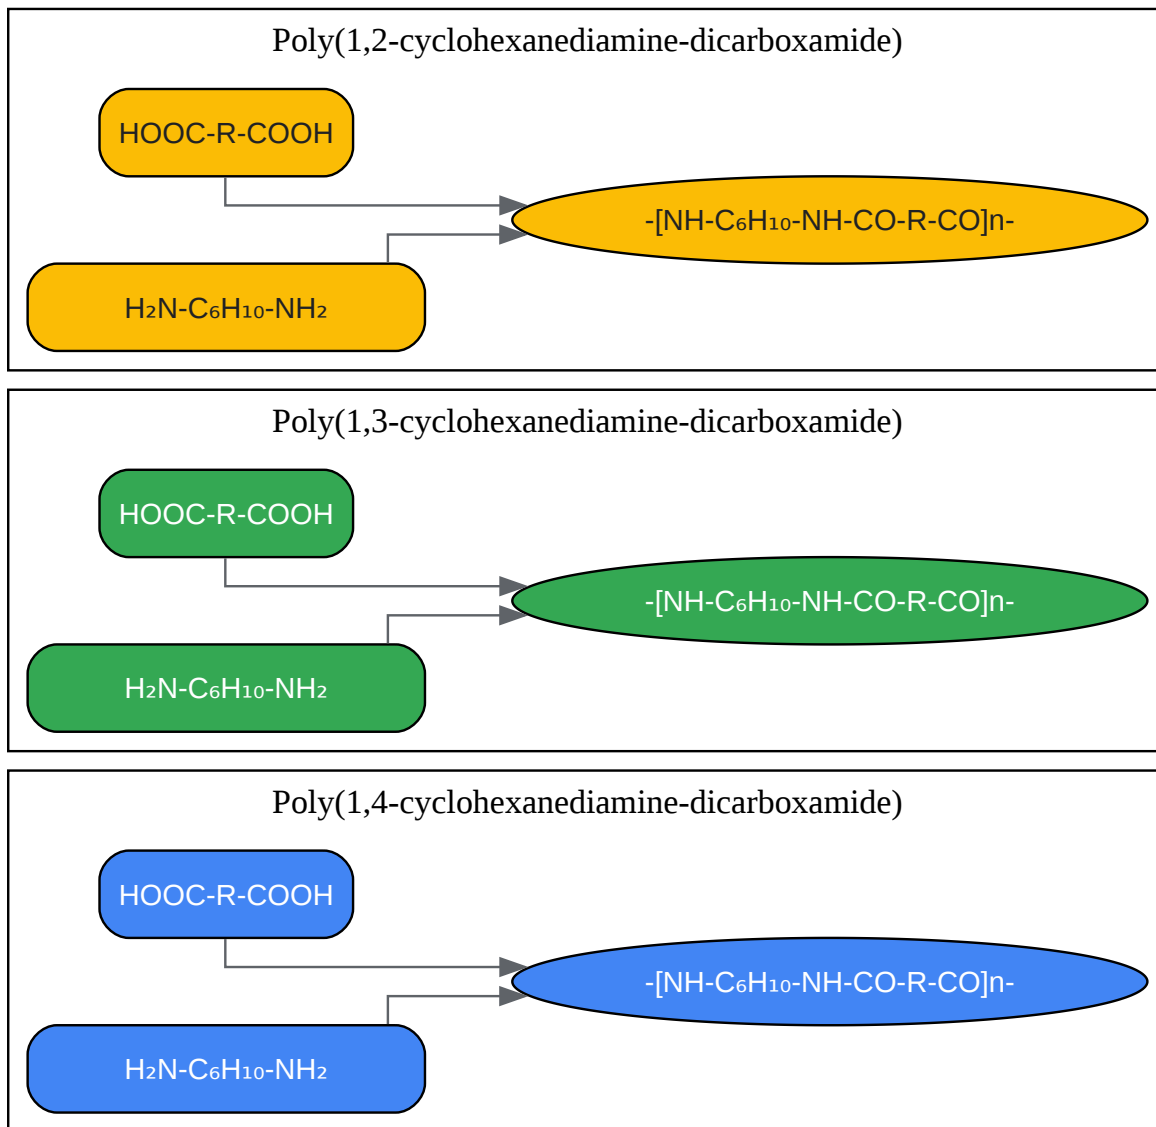 Poly(1,2-cyclohexanediamine-dicarboxamide)
HOOC-R-COOH
-[NH-C₆H₁₀-NH-CO-R-CO]n-
H₂N-C₆H₁₀-NH₂
Poly(1,3-cyclohexanediamine-dicarboxamide)
HOOC-R-COOH
-[NH-C₆H₁₀-NH-CO-R-CO]n-
H₂N-C₆H₁₀-NH₂
Poly(1,4-cyclohexanediamine-dicarboxamide)
HOOC-R-COOH
-[NH-C₆H₁₀-NH-CO-R-CO]n-
H₂N-C₆H₁₀-NH₂